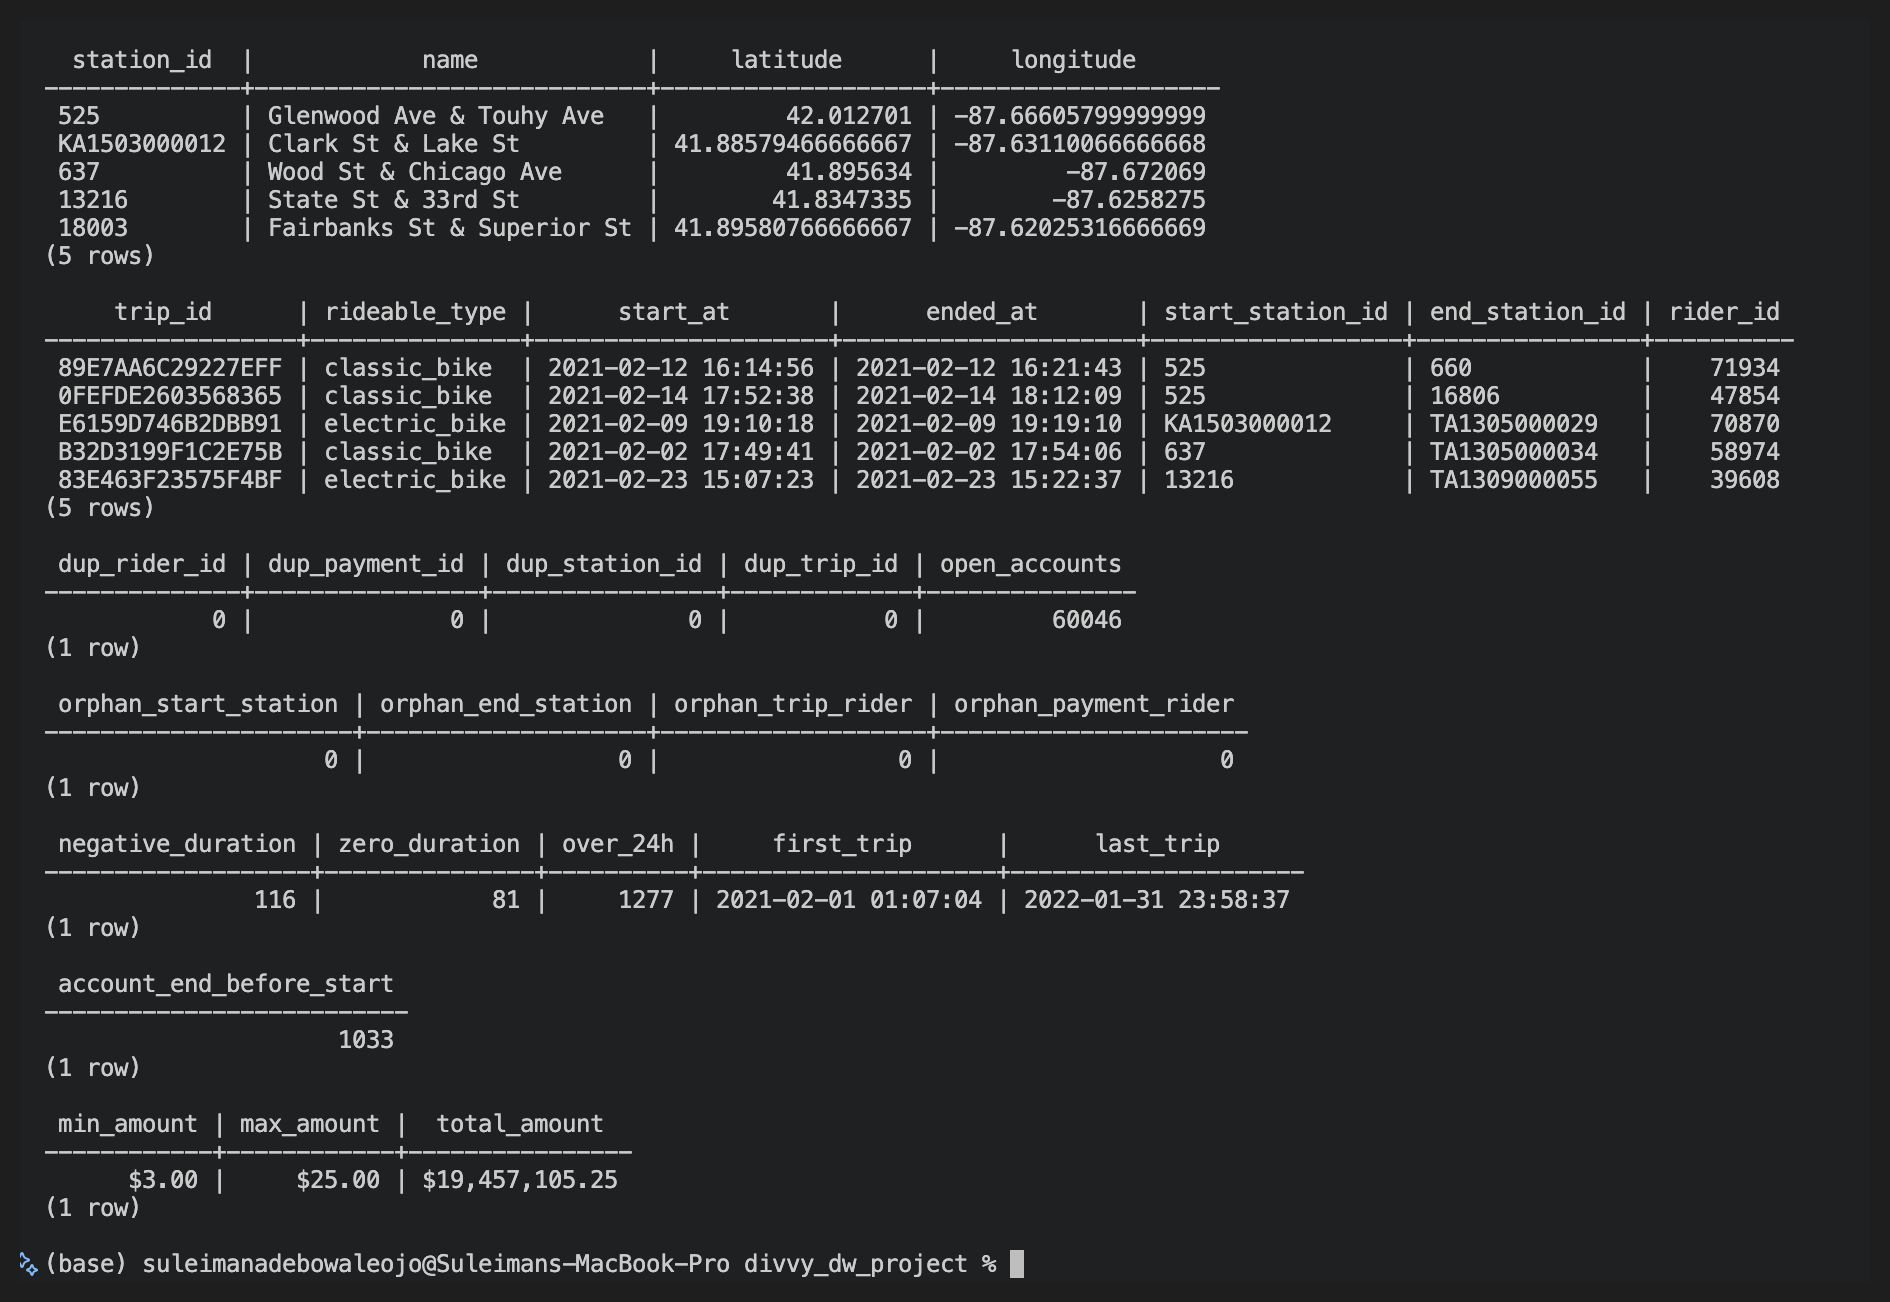 station_id | name | latitude | longitude
--------------+----------------------------+-------------------+--------------------
525 | Glenwood Ave & Touhy Ave | 42.012701 | -87.66605799999999
KA1503000012 | Clark St & Lake St | 41.88579466666667 | -87.63110066666668
637 | Wood St & Chicago Ave | 41.895634 | -87.672069
13216 | State St & 33rd St | 41.8347335 | -87.6258275
18003 | Fairbanks St & Superior St | 41.89580766666667 | -87.62025316666669
(5 rows)
trip_id | rideable_type | start_at | ended_at | start_station_id | end_station_id | rider_id
------------------+---------------+---------------------+---------------------+------------------+----------------+----------
89E7AA6C29227EFF | classic_bike | 2021-02-12 16:14:56 | 2021-02-12 16:21:43 | 525 | 660 | 71934
0FEFDE2603568365 | classic_bike | 2021-02-14 17:52:38 | 2021-02-14 18:12:09 | 525 | 16806 | 47854
E6159D746B2DBB91 | electric_bike | 2021-02-09 19:10:18 | 2021-02-09 19:19:10 | KA1503000012 | TA1305000029 | 70870
B32D3199F1C2E75B | classic_bike | 2021-02-02 17:49:41 | 2021-02-02 17:54:06 | 637 | TA1305000034 | 58974
83E463F23575F4BF | electric_bike | 2021-02-23 15:07:23 | 2021-02-23 15:22:37 | 13216 | TA1309000055 | 39608
(5 rows)
dup_rider_id | dup_payment_id | dup_station_id | dup_trip_id | open_accounts
--------------+----------------+----------------+-------------+---------------
0 | 0 | 0 | 0 | 60046
(1 row)
orphan_start_station | orphan_end_station | orphan_trip_rider | orphan_payment_rider
----------------------+--------------------+-------------------+----------------------
0 | 0 | 0 | 0
(1 row)
negative_duration | zero_duration | over_24h | first_trip | last_trip
-------------------+---------------+----------+---------------------+---------------------
116 | 81 | 1277 | 2021-02-01 01:07:04 | 2022-01-31 23:58:37
(1 row)
account_end_before_start
--------------------------
1033
(1 row)
min_amount | max_amount | total_amount
------------+------------+----------------
$3.00 | $25.00 | $19,457,105.25
(1 row)
(base) suleimanadebowaleojo@Suleimans-MacBook-Pro divvy_dw_project %